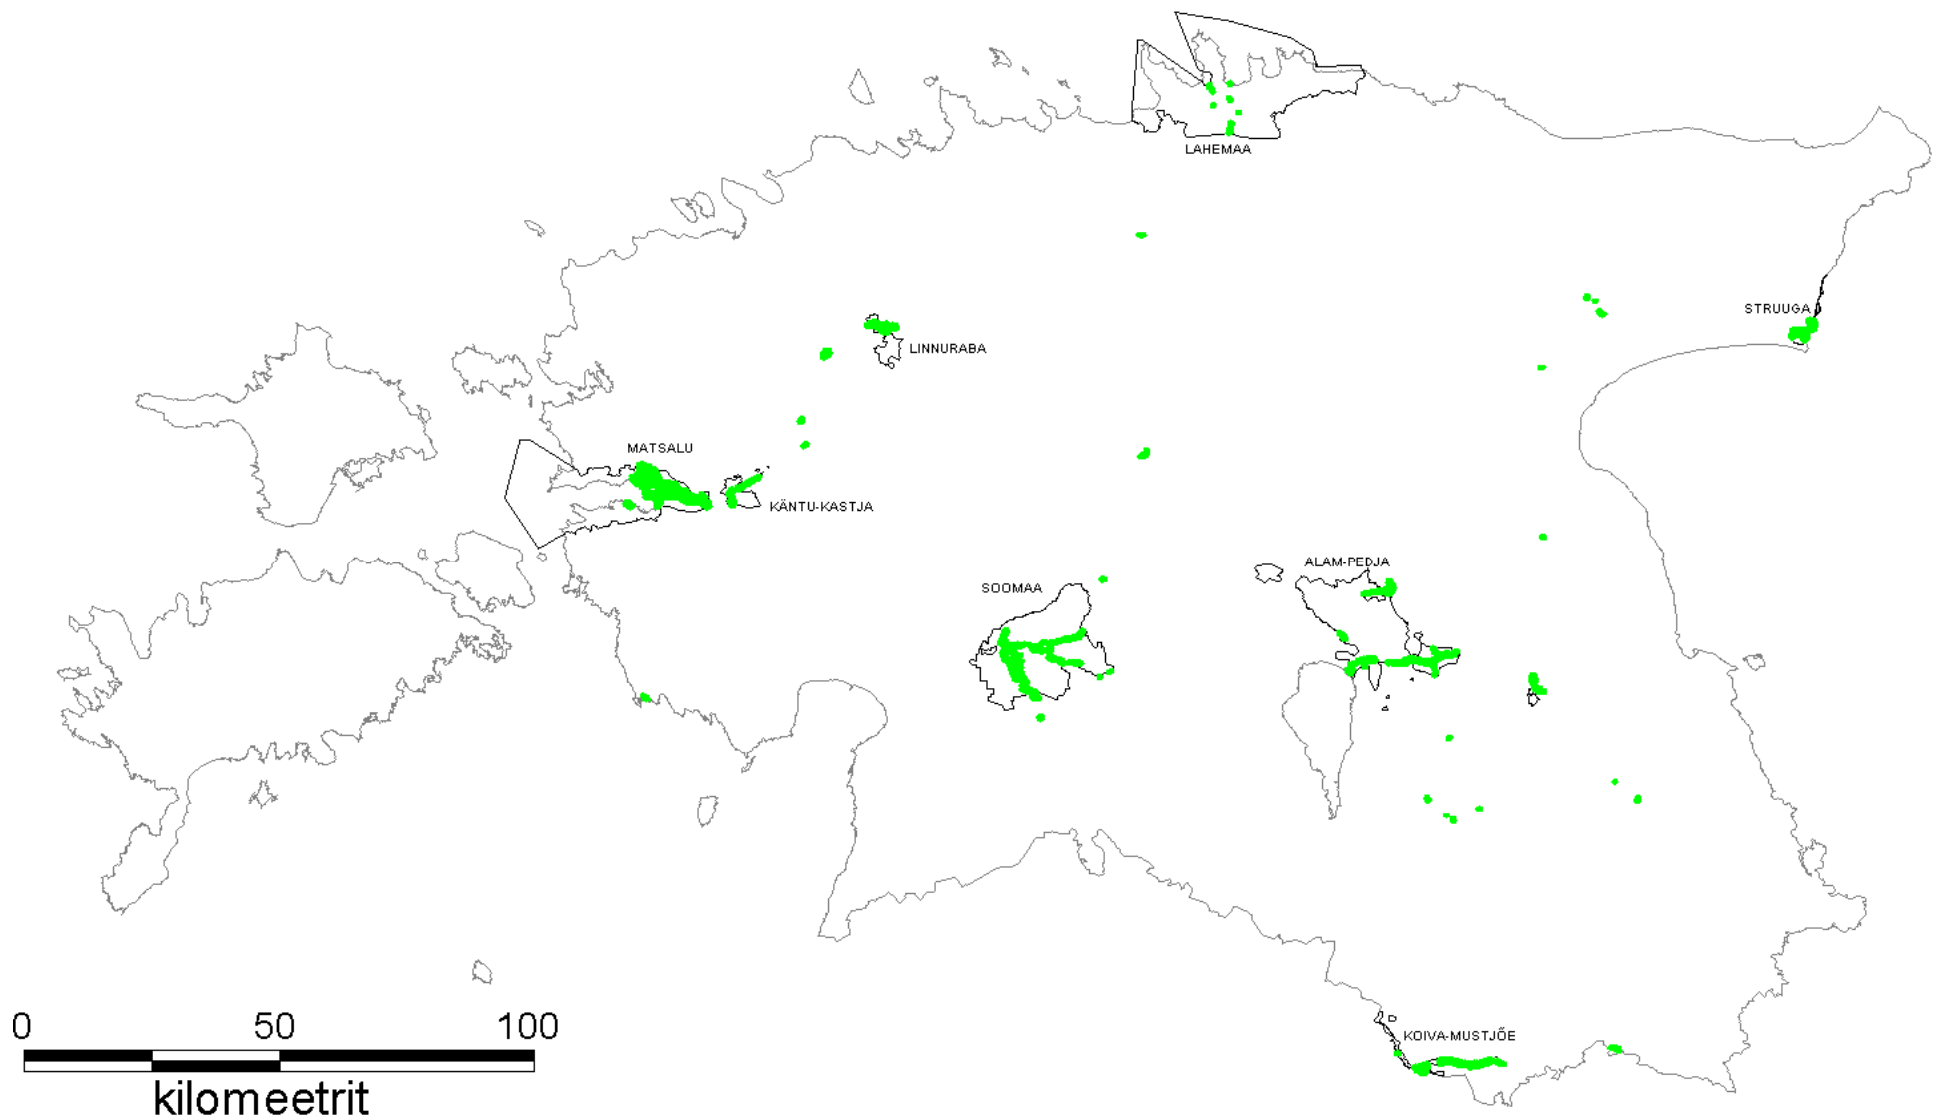 LAHEMAA
STRUUGA
LINNURABA
MATSALU
KÄNTU-KASTJA
ALAM-PEDJA
SOOMAA
KOIVA-MUSTJÕE
0 50 100
kilomeetrit